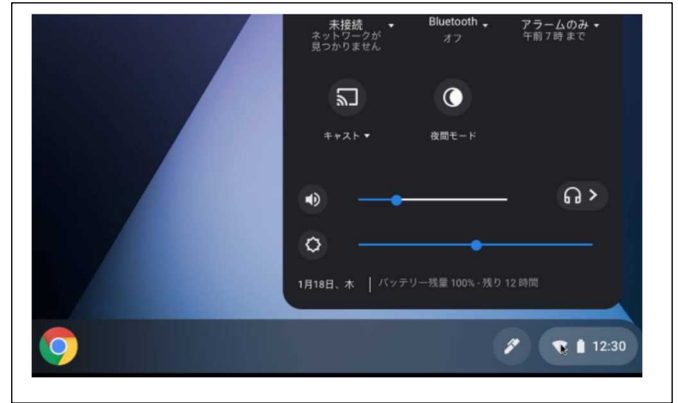 未接続
ネットワークが
見つかりません
Bluetooth
オフ
アラームのみ
午前7時まで
キャスト
夜間モード
1月18日、木
バッテリー残量 100% - 残り 12 時間
12:30